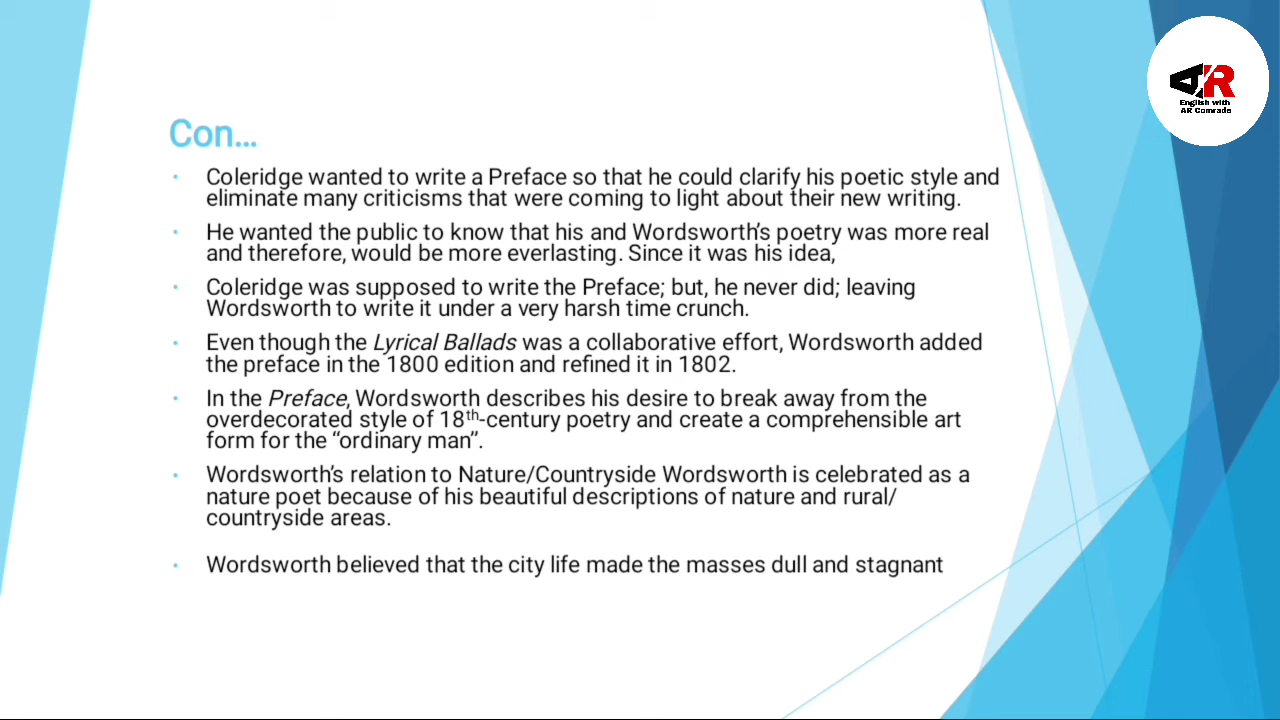 AR
English with
AR Comrade
Con...
• Coleridge wanted to write a Preface so that he could clarify his poetic style and
eliminate many criticisms that were coming to light about their new writing.
• He wanted the public to know that his and Wordsworth's poetry was more real
and therefore, would be more everlasting. Since it was his idea,
• Coleridge was supposed to write the Preface; but, he never did; leaving
Wordsworth to write it under a very harsh time crunch.
• Even though the Lyrical Ballads was a collaborative effort, Wordsworth added
the preface in the 1800 edition and refined it in 1802.
• In the Preface, Wordsworth describes his desire to break away from the
overdecorated style of 18th-century poetry and create a comprehensible art
form for the “ordinary man”.
• Wordsworth's relation to Nature/Countryside Wordsworth is celebrated as a
nature poet because of his beautiful descriptions of nature and rural/
countryside areas.
• Wordsworth believed that the city life made the masses dull and stagnant